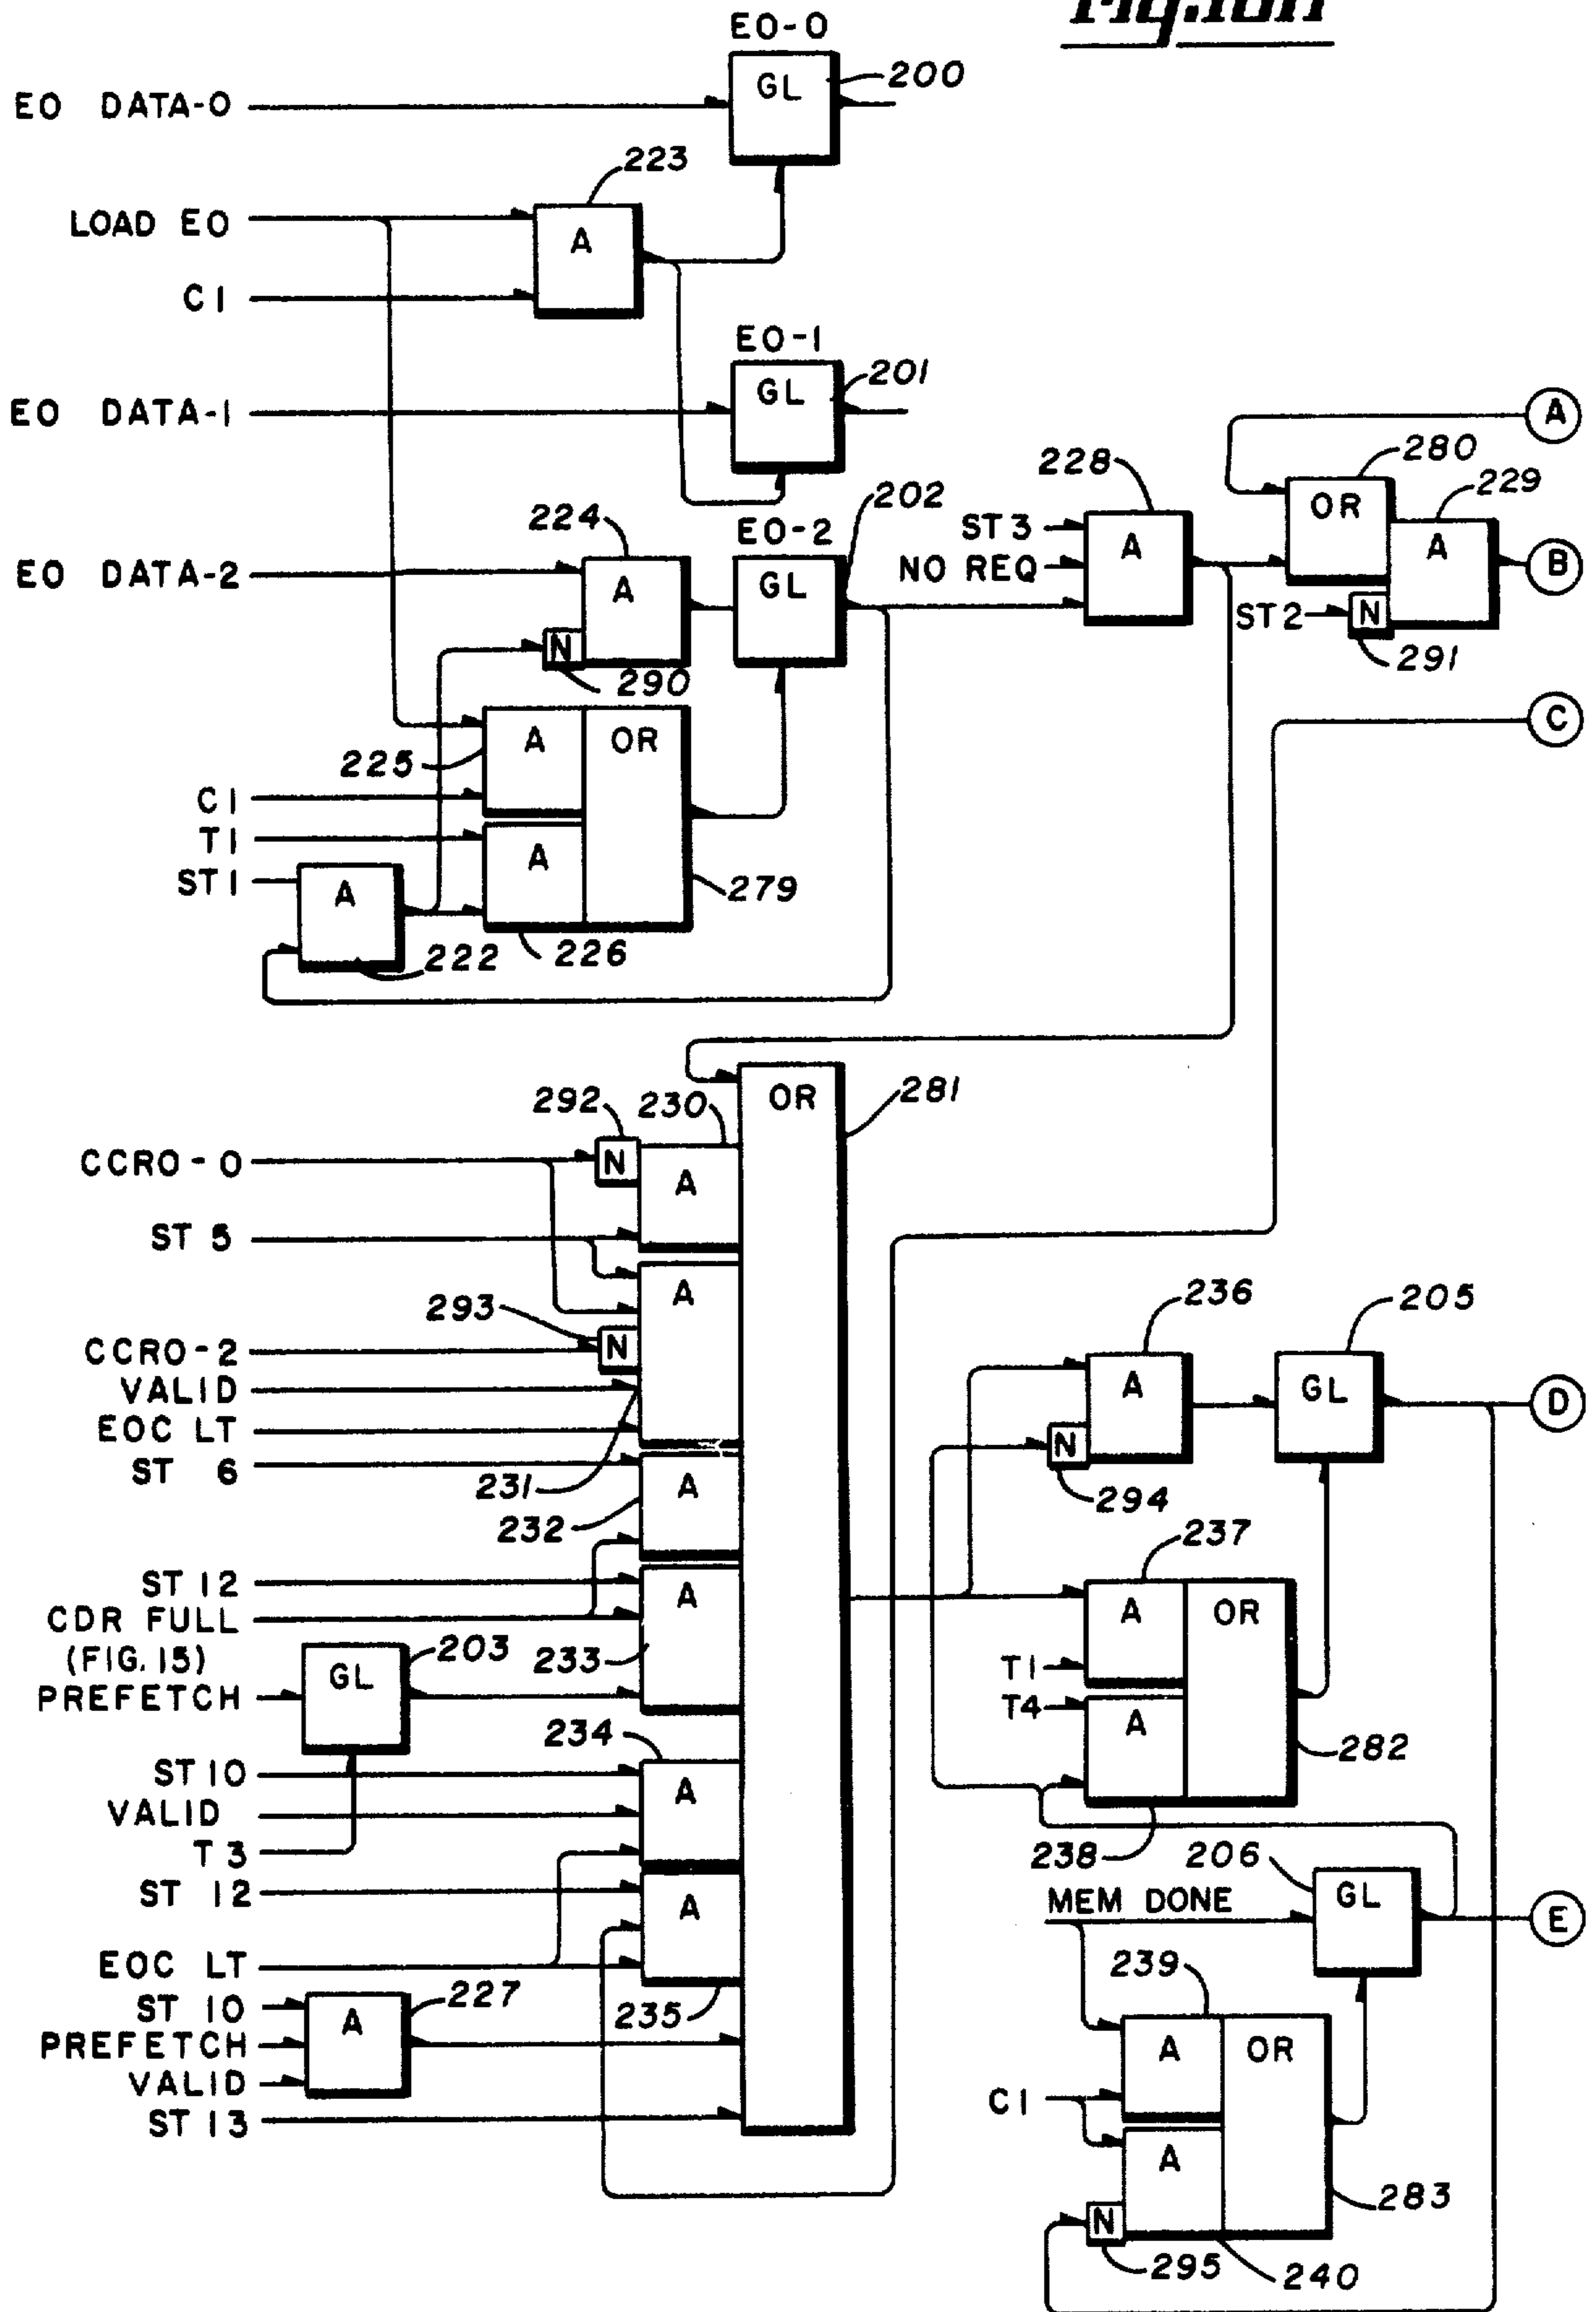 EO-0
EO DATA-0
GL
200
223
LOAD EO
A
C1
EO-1
EO DATA-1
GL
201
A
228
280
229
224
EO-2
202
ST3
OR
A
EO DATA-2
A
GL
NO REQ
A
B
N
290
ST2
N
291
225
A
OR
C
C1
T1
A
ST1
A
279
222
226
292
230
OR
281
CCRO-0
N
A
ST 5
A
293
236
205
CCRO-2
N
VALID
A
GL
D
EOC LT
ST 6
231
A
N
294
232
237
ST 12
A
A
OR
CDR FULL
(FIG. 15)
203
233
T1
PREFETCH
GL
T4
A
234
282
ST 10
A
VALID
T3
238
206
ST 12
A
MEM DONE
GL
E
EOC LT
239
ST 10
227
235
PREFETCH
A
A
OR
VALID
C1
ST 13
A
283
N
295
240